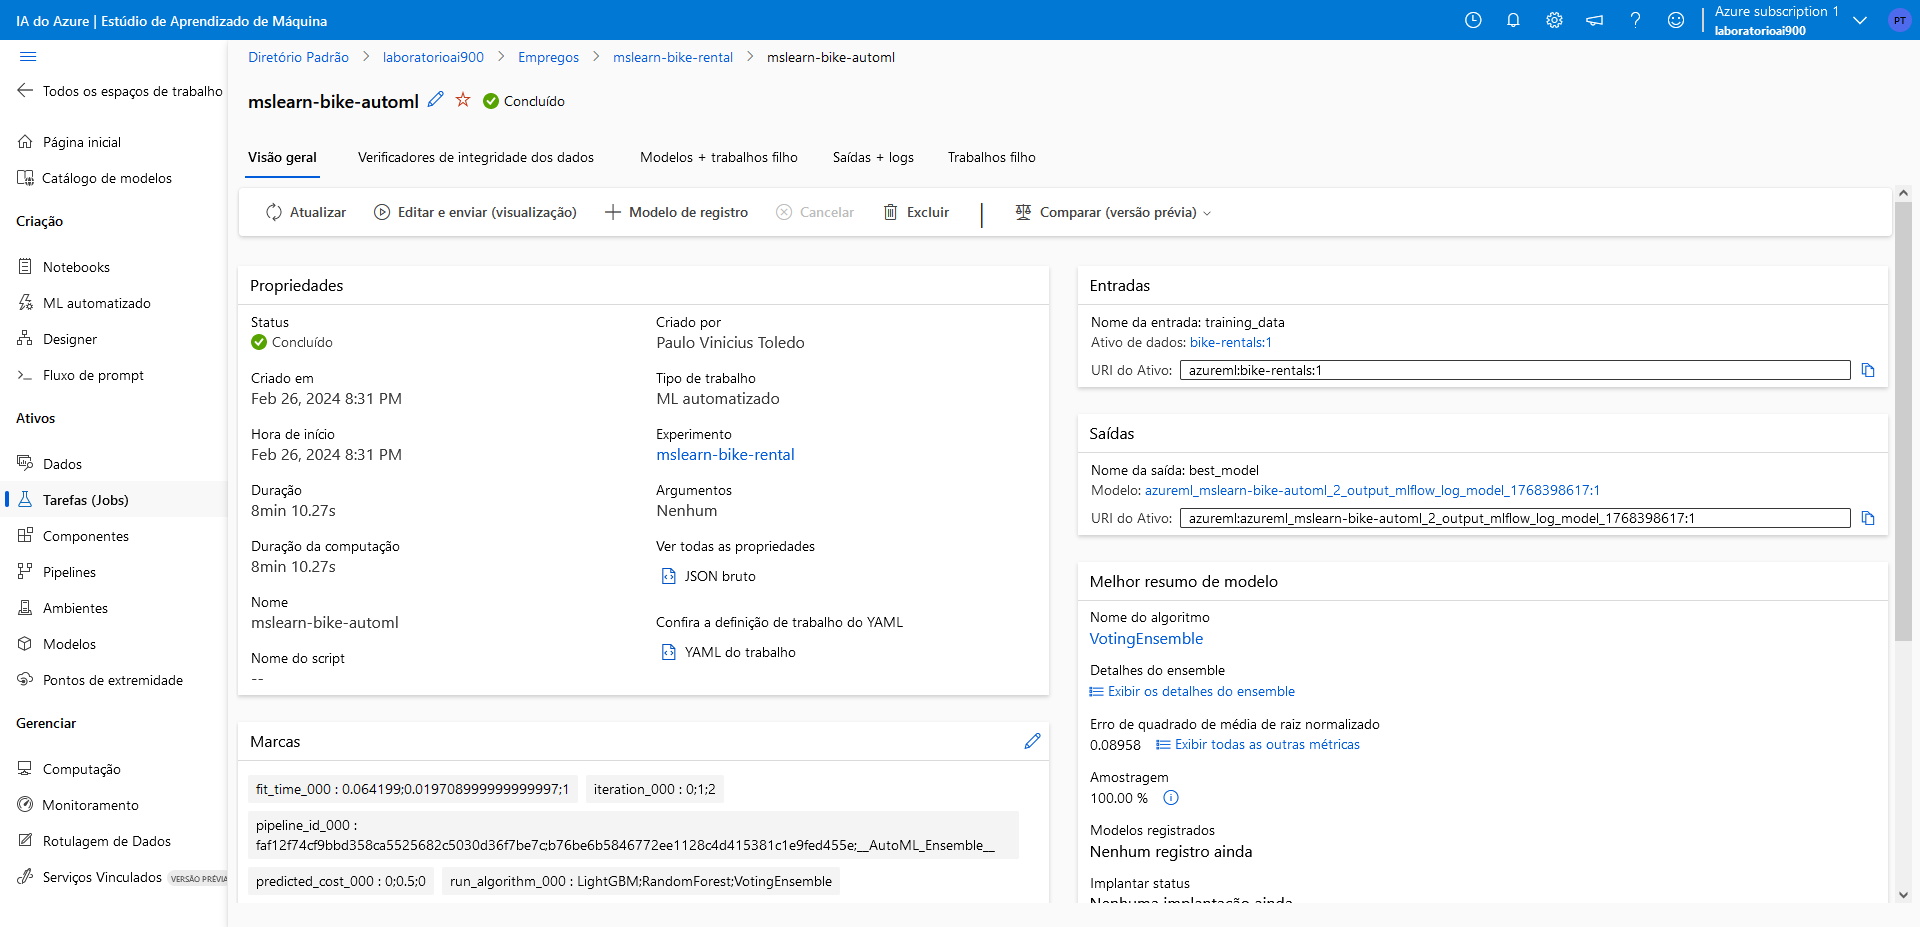 IA do Azure | Estúdio de Aprendizado de Máquina
Azure subscription 1
laboratorioai900
PT
Todos os espaços de trabalho
Página inicial
Catálogo de modelos
Criação
Notebooks
ML automatizado
Designer
Fluxo de prompt
Ativos
Dados
Tarefas (Jobs)
Componentes
Pipelines
Ambientes
Modelos
Pontos de extremidade
Gerenciar
Computação
Monitoramento
Rotulagem de Dados
Serviços Vinculados VERSÃO PRÉVIA
Diretório Padrão > laboratorioai900 > Empregos > mslearn-bike-rental > mslearn-bike-automl
mslearn-bike-automl Concluído
Visão geral Verificadores de integridade dos dados Modelos + trabalhos filho Saídas + logs Trabalhos filho
Atualizar Editar e enviar (visualização) Modelo de registro Cancelar Excluir Comparar (versão prévia)
Propriedades
Status
Concluído
Criado em
Feb 26, 2024 8:31 PM
Hora de início
Feb 26, 2024 8:31 PM
Duração
8min 10.27s
Duração da computação
8min 10.27s
Nome
mslearn-bike-automl
Nome do script
--
Criado por
Paulo Vinicius Toledo
Tipo de trabalho
ML automatizado
Experimento
mslearn-bike-rental
Argumentos
Nenhum
Ver todas as propriedades
JSON bruto
Confira a definição de trabalho do YAML
YAML do trabalho
Marcas
fit_time_000 : 0.064199;0.019708999999999997;1 iteration_000 : 0;1;2
pipeline_id_000 :
faf12f74cf9bbd358ca5525682c5030d36f7be7c;b76be6b5846772ee1128c4d415381c1e9fed455e;__AutoML_Ensemble__
predicted_cost_000 : 0;0.5;0 run_algorithm_000 : LightGBM;RandomForest;VotingEnsemble
Entradas
Nome da entrada: training_data
Ativo de dados: bike-rentals:1
URI do Ativo: azureml:bike-rentals:1
Saídas
Nome da saída: best_model
Modelo: azureml_mslearn-bike-automl_2_output_mlflow_log_model_1768398617:1
URI do Ativo: azureml:azureml_mslearn-bike-automl_2_output_mlflow_log_model_1768398617:1
Melhor resumo de modelo
Nome do algoritmo
VotingEnsemble
Detalhes do ensemble
Exibir os detalhes do ensemble
Erro de quadrado de média de raiz normalizado
0.08958 Exibir todas as outras métricas
Amostragem
100.00 %
Modelos registrados
Nenhum registro ainda
Implantar status
Nenhuma implantação ainda